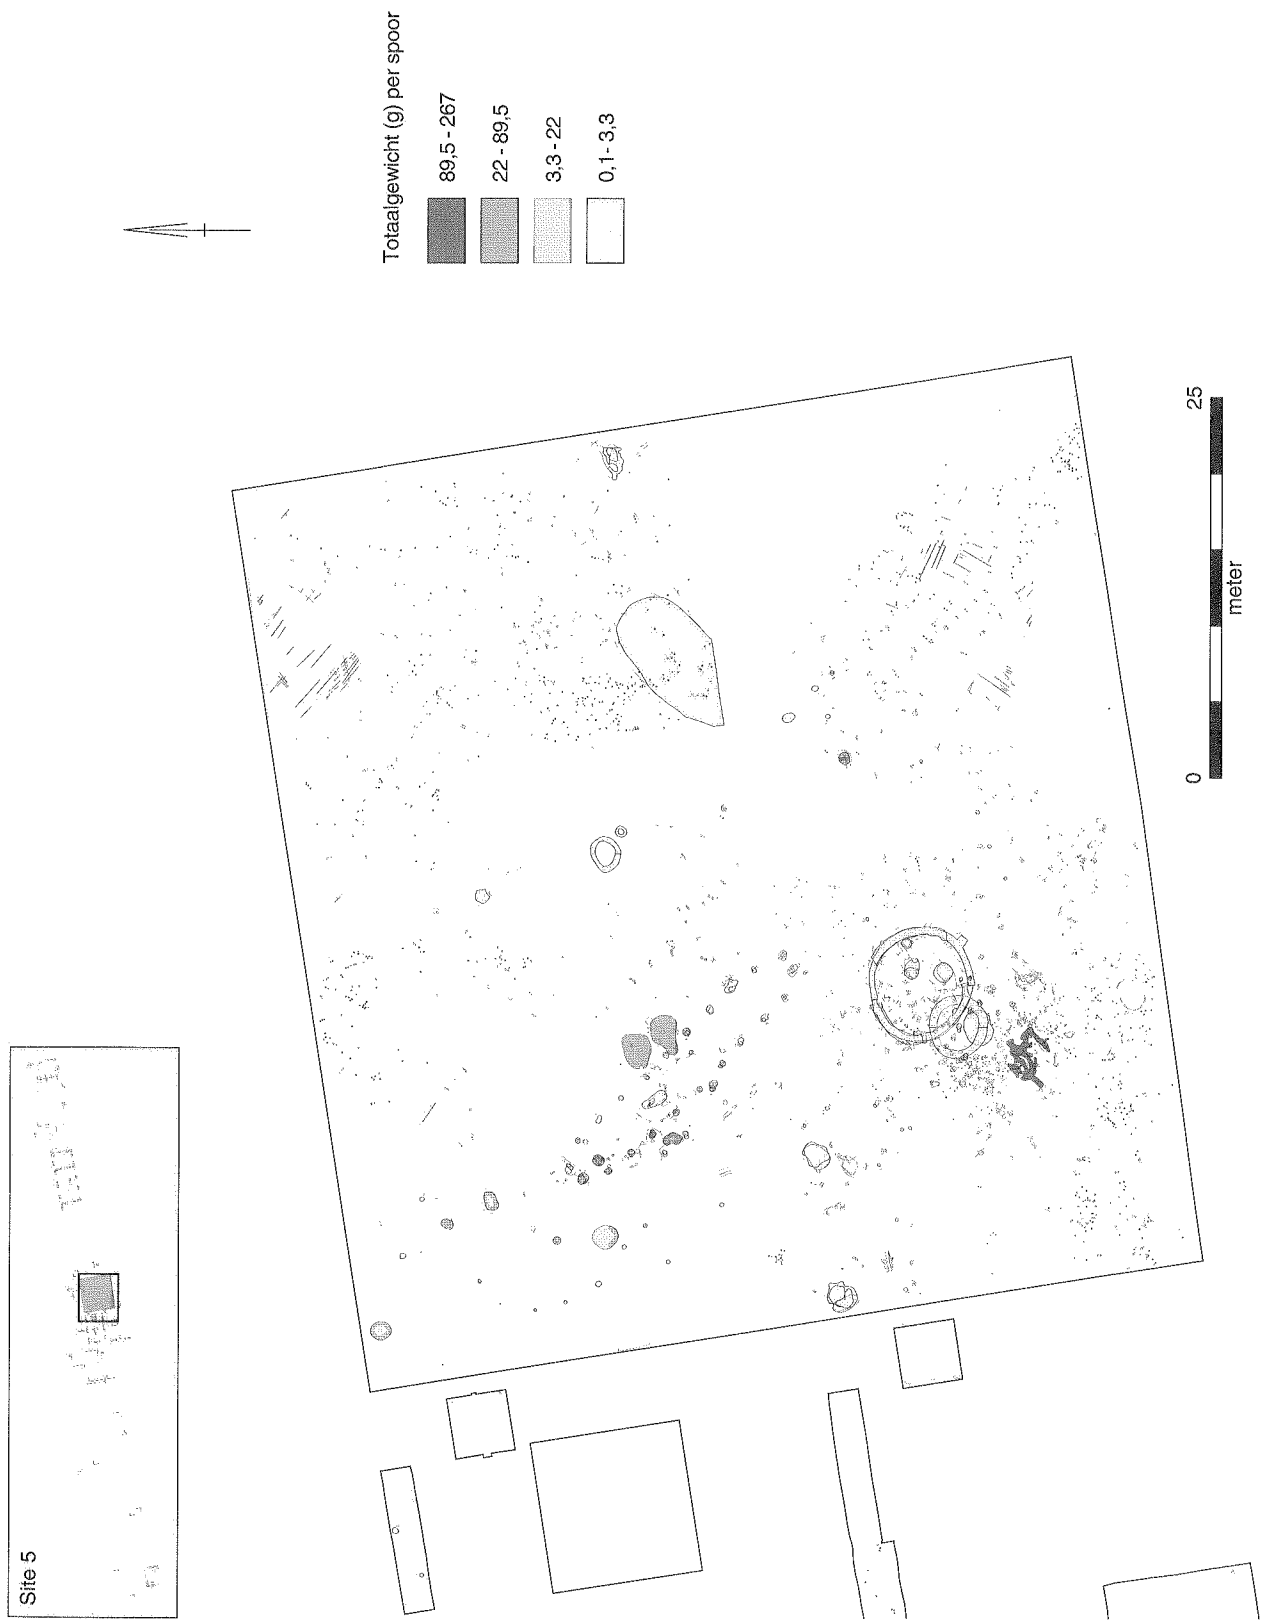 Site 5
Totaalgewicht (g) per spoor
89,5 - 267
22 - 89,5
3,3 - 22
0,1- 3,3
0
25
meter